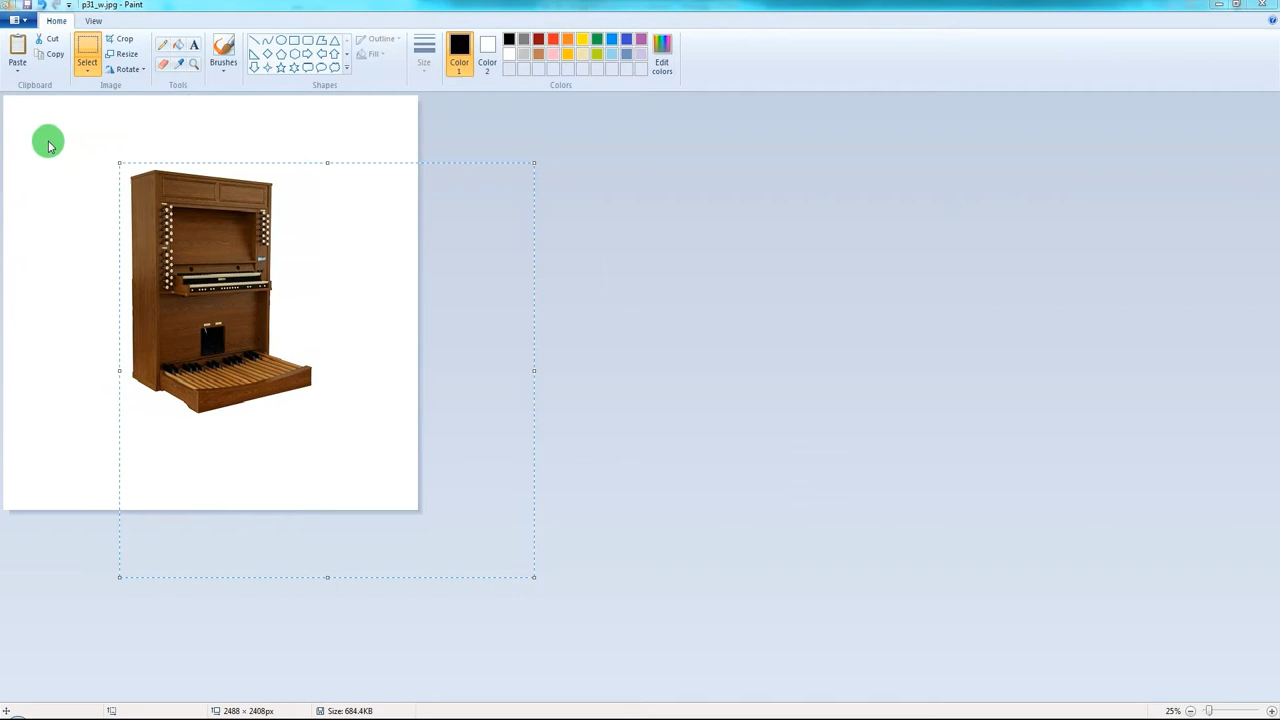 p31_w.jpg - Paint
Home View
Paste
Cut
Copy
Clipboard
Select
Crop
Resize
Rotate
Image
A
Tools
Brushes
Outline
Fill
Shapes
Size
Color
1
Color
2
Edit
colors
Colors
2488 × 2408px
Size: 684.4KB
25%